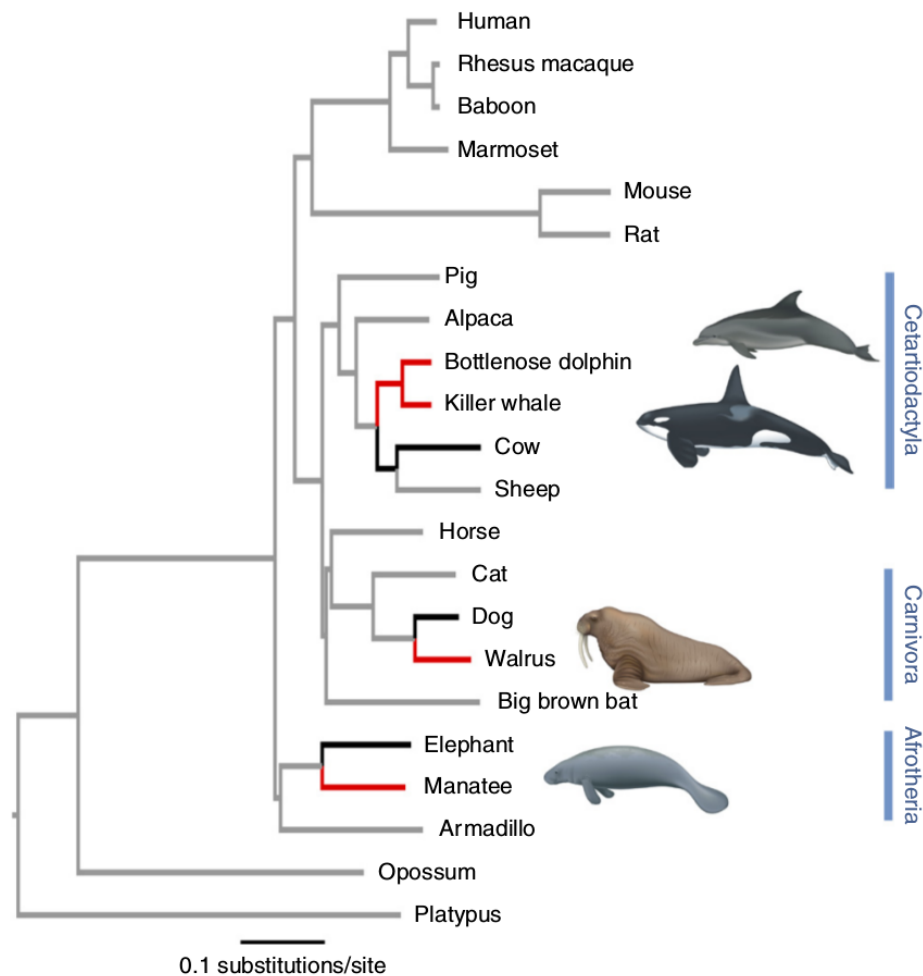 Human
Rhesus macaque
Baboon
Marmoset
Mouse
Rat
Pig
Alpaca
Bottlenose dolphin
Killer whale
Cow
Sheep
Cetartiodactyla
Horse
Cat
Dog
Walrus
Big brown bat
Carnivora
Elephant
Manatee
Armadillo
Afrotheria
Opossum
Platypus
0.1 substitutions/site